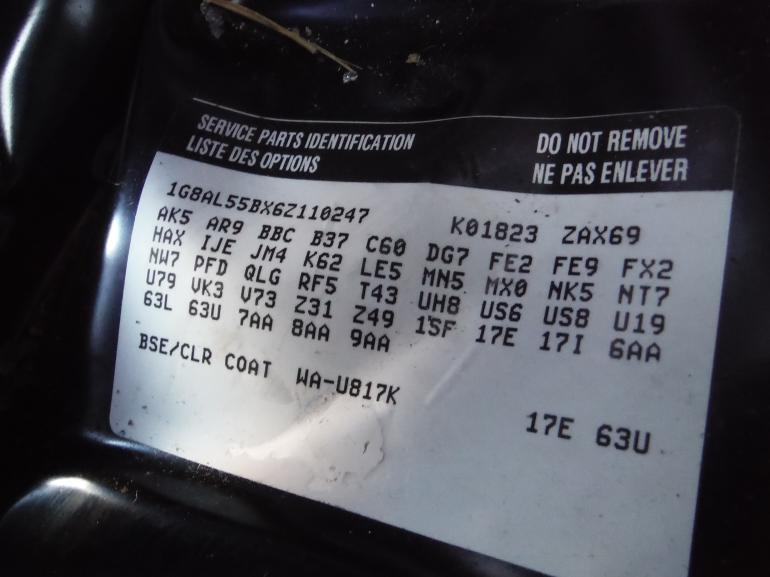 SERVICE PARTS IDENTIFICATION DO NOT REMOVE
LISTE DES OPTIONS NE PAS ENLEVER
1G8AL55BX6Z110247 K01823 ZAX69
AK5 AR9 BBC B37 C60 DG7 FE2 FE9 FX2
HAX IJE JM4 K62 LE5 MN5 MX0 NK5 NT7
NW7 PFD QLG RF5 T43 UH8 US6 US8 U19
U79 VK3 V73 Z31 Z49 15F 17E 17I 6AA
63L 63U 7AA 8AA 9AA
BSE/CLR COAT WA-U817K
17E 63U